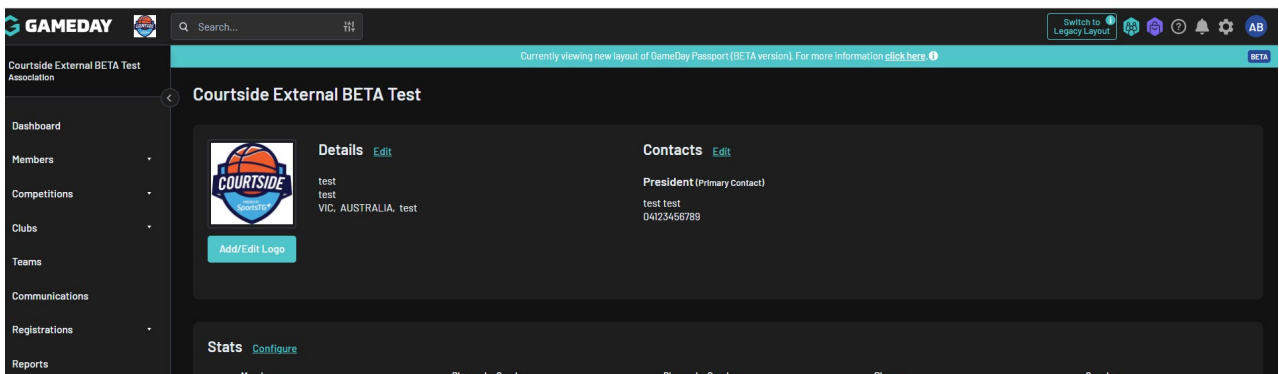 GAMEDAY
Search...
Switch to
Legacy Layout
AB
Currently viewing new layout of GameDay Passport (BETA version). For more information click here.
BETA
Courtside External BETA Test
Association
Courtside External BETA Test
Dashboard
Members
Competitions
Clubs
Teams
Communications
Registrations
Reports
COURTSIDE
SportsTG
Add/Edit Logo
Details Edit
test
test
VIC, AUSTRALIA, test
Contacts Edit
President (Primary Contact)
test test
04123456789
Stats Configure